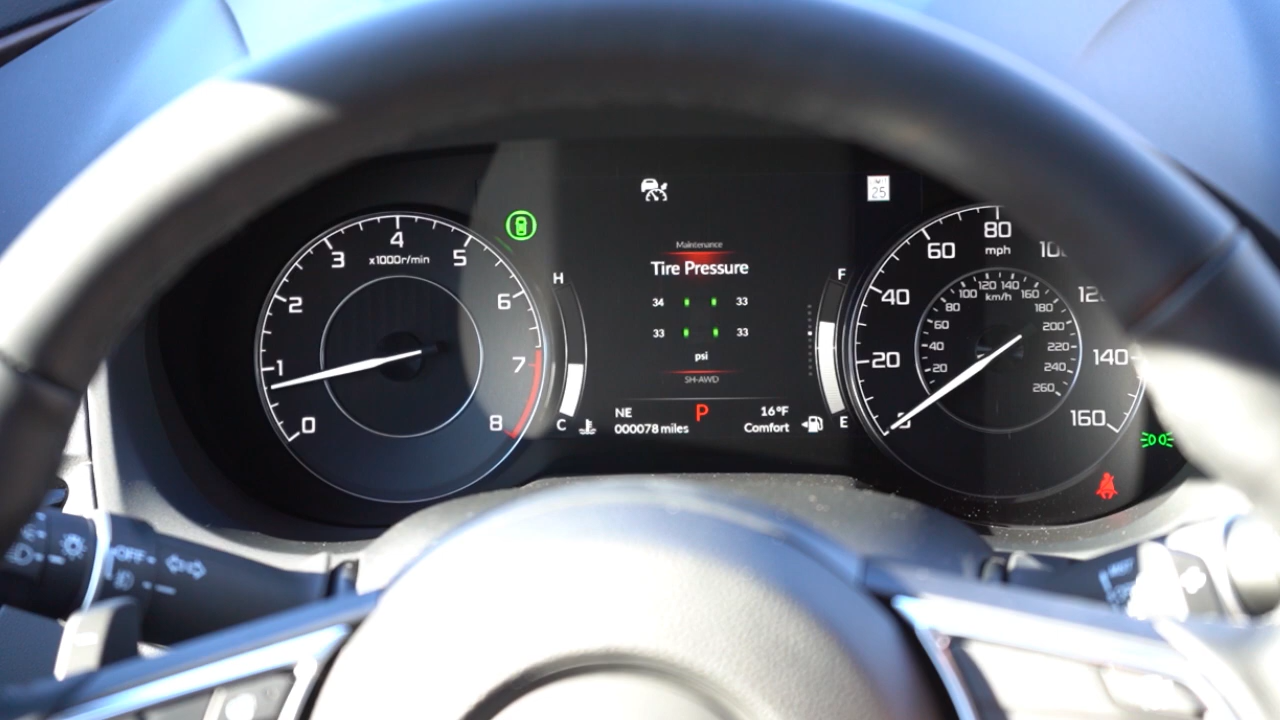 0
1
2
3
4
5
6
7
8
x1000r/min
H
C
Maintenance
Tire Pressure
34 33
33 33
psi
SH-AWD
NE P 16°F
000078 miles Comfort
25
F
E
0
20
40
60
80
mph
140
160
20
40
60
80
100
120
140
km/h
160
180
200
220
240
260
OFF